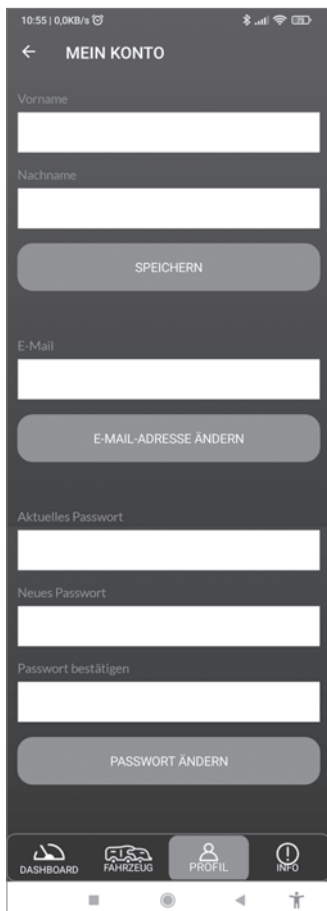 10:55 | 0,0KB/s
MEIN KONTO
Vorname
Nachname
SPEICHERN
E-Mail
E-MAIL-ADRESSE ÄNDERN
Aktuelles Passwort
Neues Passwort
Passwort bestätigen
PASSWORT ÄNDERN
DASHBOARD FAHRZEUG PROFIL INFO